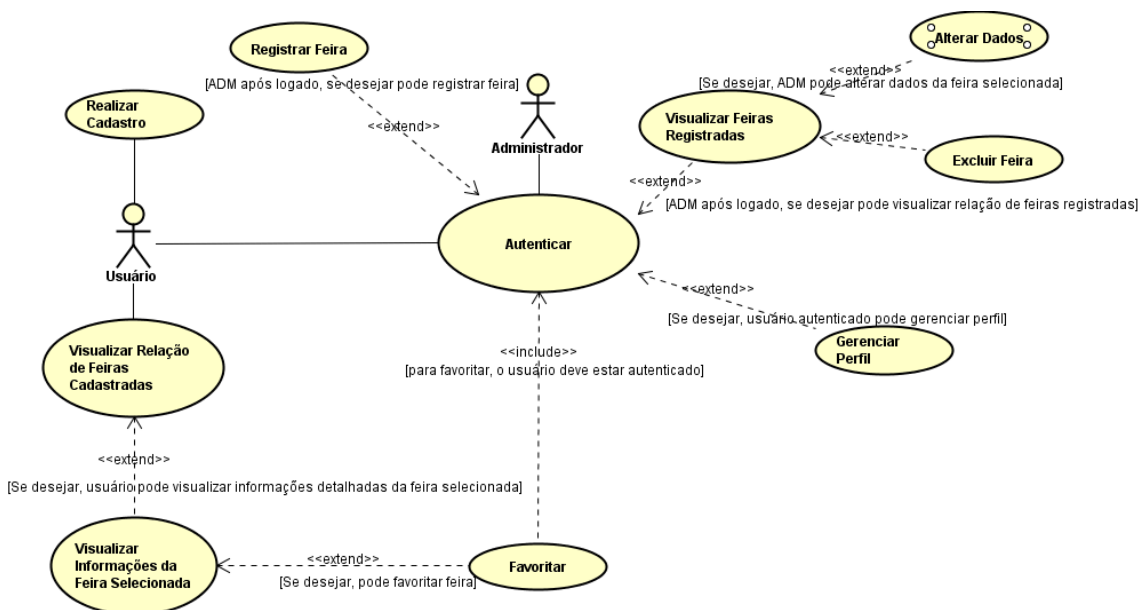 Registrar Feira
Alterar Dados
<<extend>>
[ADM após logado, se desejar pode registrar feira]
[Se desejar, ADM pode alterar dados da feira selecionada]
Realizar
Cadastro
<<extend>>
Administrador
Visualizar Feiras
Registradas
<<extend>>
Excluir Feira
<<extend>>
[ADM após logado, se desejar pode visualizar relação de feiras registradas]
Autenticar
Usuário
<<extend>>
[Se desejar, usuário autenticado pode gerenciar perfil]
Gerenciar
Perfil
Visualizar Relação
de Feiras
Cadastradas
<<include>>
[para favoritar, o usuário deve estar autenticado]
<<extend>>
[Se desejar, usuário pode visualizar informações detalhadas da feira selecionada]
Visualizar
Informações da
Feira Selecionada
<<extend>>
[Se desejar, pode favoritar feira]
Favoritar